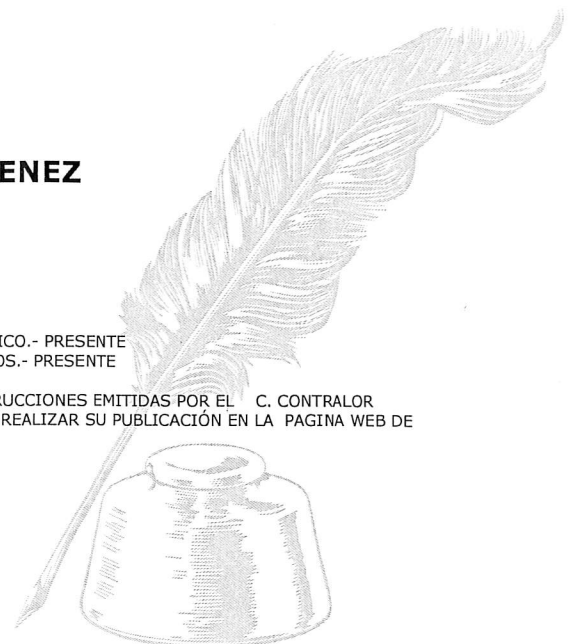 ENEZ
ICO.- PRESENTE
OS.- PRESENTE
RUCCIONES EMITIDAS POR EL C. CONTRALOR
REALIZAR SU PUBLICACIÓN EN LA PAGINA WEB DE